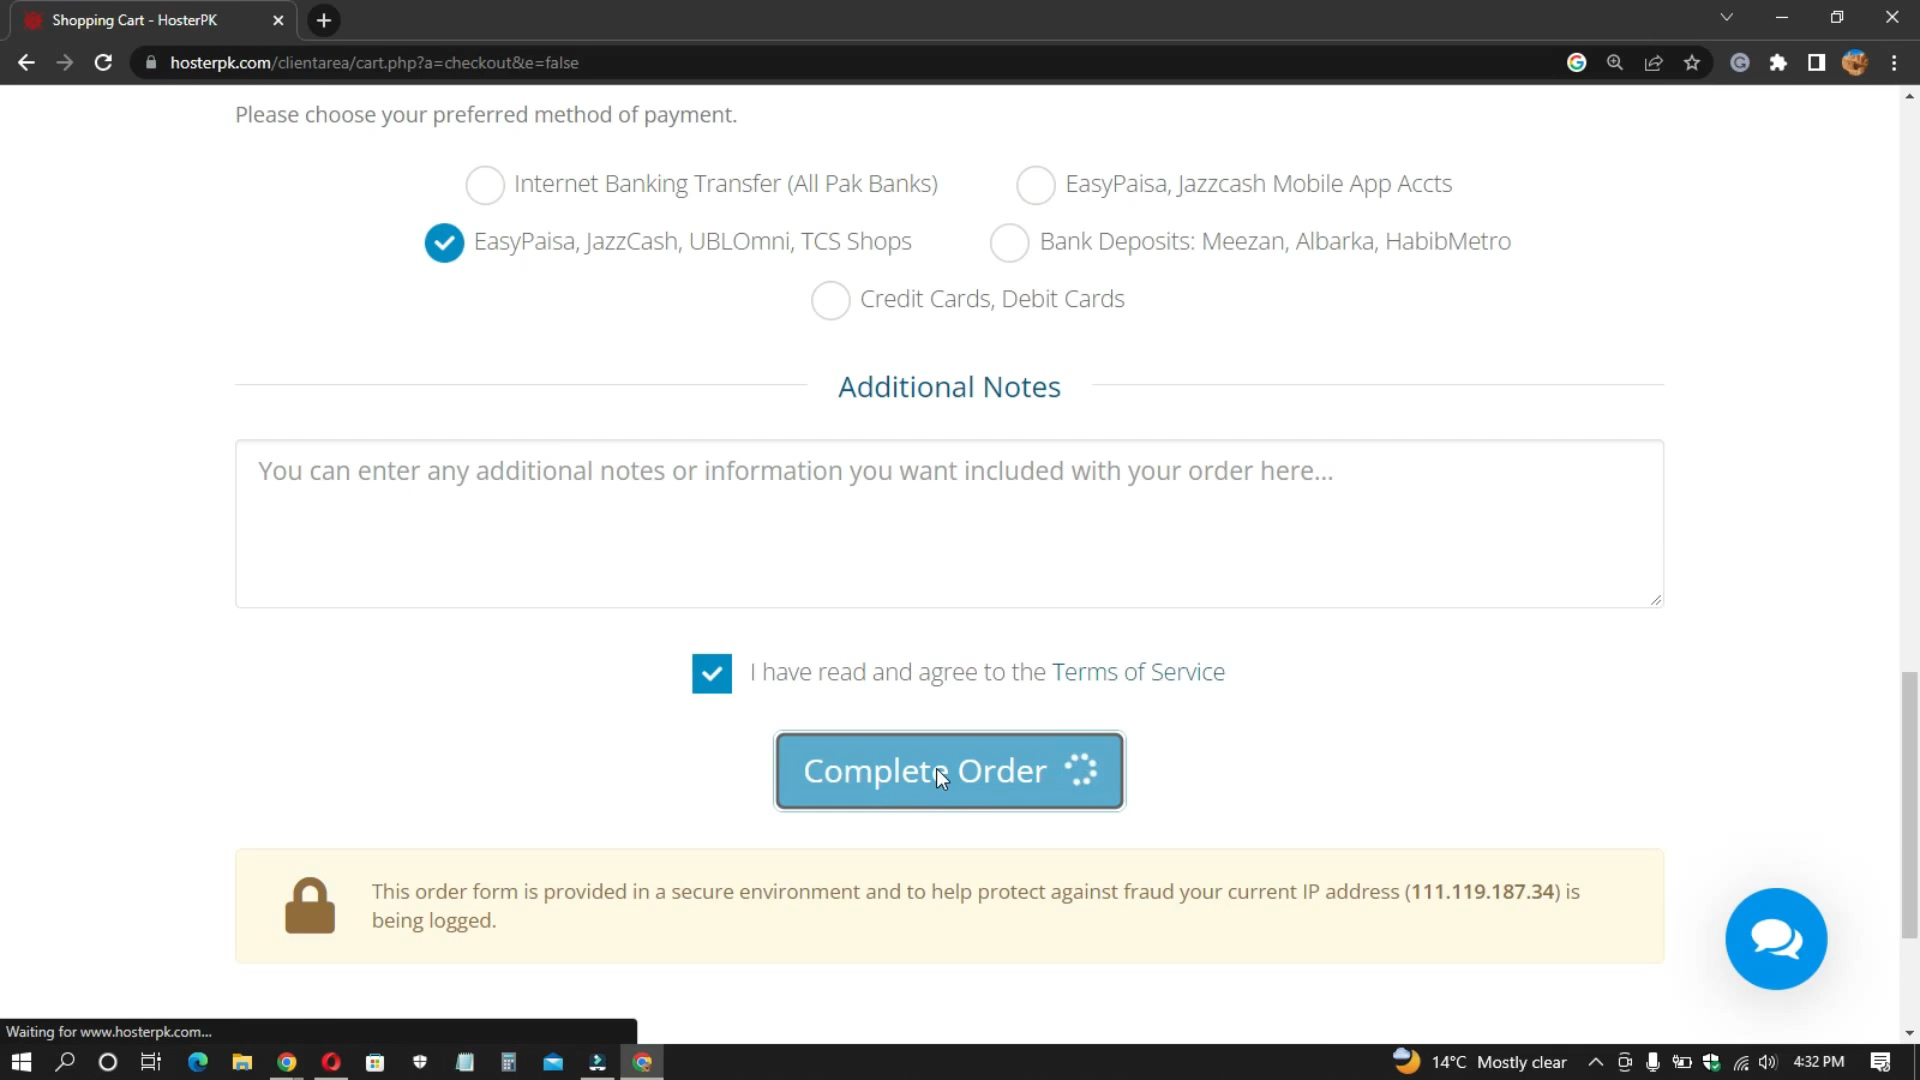 Shopping Cart - HosterPK
hosterpk.com/clientarea/cart.php?a=checkout&e=false
Please choose your preferred method of payment.
Internet Banking Transfer (All Pak Banks)
EasyPaisa, Jazzcash Mobile App Accts
EasyPaisa, JazzCash, UBLOmni, TCS Shops
Bank Deposits: Meezan, Albarka, HabibMetro
Credit Cards, Debit Cards
Additional Notes
You can enter any additional notes or information you want included with your order here...
I have read and agree to the Terms of Service
Complete Order
This order form is provided in a secure environment and to help protect against fraud your current IP address (111.119.187.34) is
being logged.
Waiting for www.hosterpk.com...
14°C Mostly clear
4:32 PM